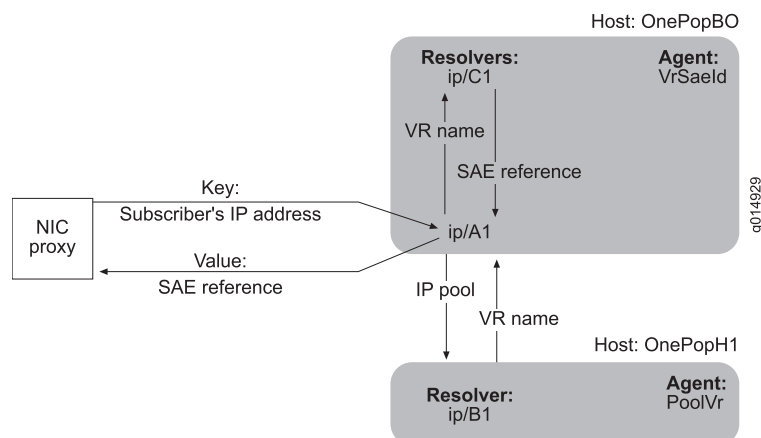 Host: OnePopBO
Resolvers:
ip/C1
Agent:
VrSaeId
VR name
SAE reference
Key:
Subscriber's IP address
NIC
proxy
ip/A1
Value:
SAE reference
IP pool
VR name
Host: OnePopH1
Resolver:
ip/B1
Agent:
PoolVr
g014929